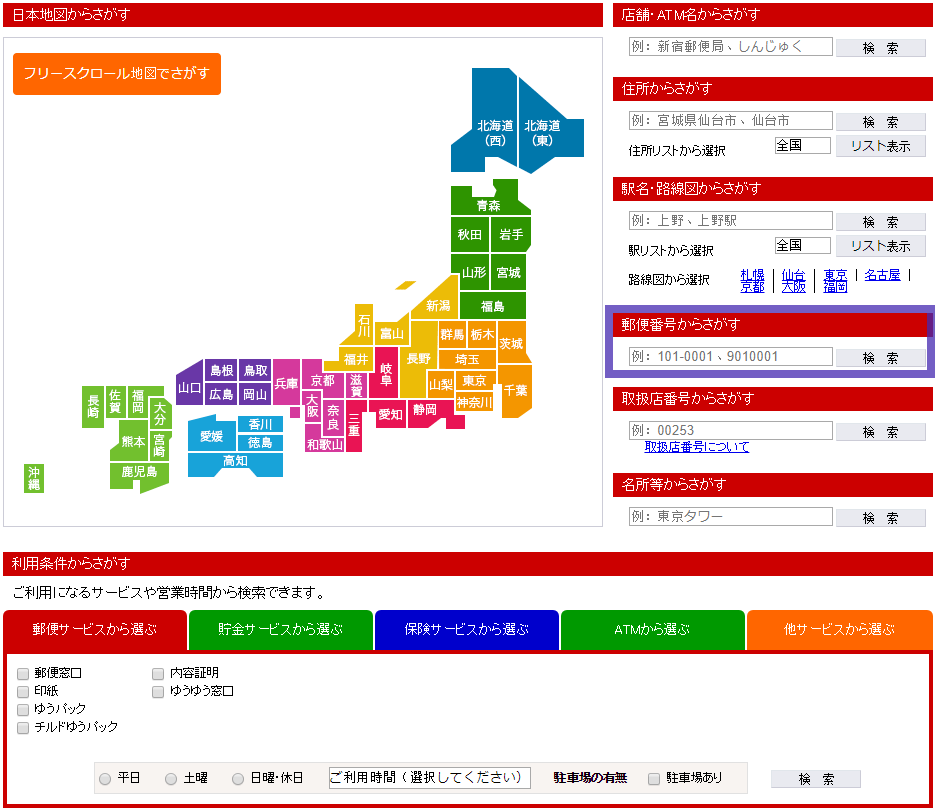 日本地図からさがす
フリースクロール地図でさがす
北海道
(西)
北海道
(東)
青森
秋田
岩手
山形
宮城
新潟
福島
石川
富山
群馬
栃木
茨城
福井
長野
埼玉
岐阜
山梨
東京
千葉
神奈川
静岡
愛知
三重
滋賀
京都
兵庫
大阪
奈良
和歌山
島根
鳥取
山口
広島
岡山
香川
愛媛
徳島
高知
長崎
佐賀
福岡
大分
熊本
宮崎
鹿児島
沖縄
店舗・ATM名からさがす
例：新宿郵便局、しんじゅく
検 索
住所からさがす
例：宮城県仙台市、仙台市
検 索
住所リストから選択 全国 リスト表示
駅名・路線図からさがす
例：上野、上野駅
検 索
駅リストから選択 全国 リスト表示
路線図から選択 札幌 | 仙台 | 東京 | 名古屋 |
京都 | 大阪 | 福岡
郵便番号からさがす
例：101-0001、9010001
検 索
取扱店番号からさがす
例：00253
検 索
取扱店番号について
名所等からさがす
例：東京タワー
検 索
利用条件からさがす
ご利用になるサービスや営業時間から検索できます。
郵便サービスから選ぶ
貯金サービスから選ぶ
保険サービスから選ぶ
ATMから選ぶ
他サービスから選ぶ
郵便窓口 内容証明
印紙 ゆうゆう窓口
ゆうパック
チルドゆうパック
平日 土曜 日曜・休日 ご利用時間（選択してください） 駐車場の有無 駐車場あり 検 索